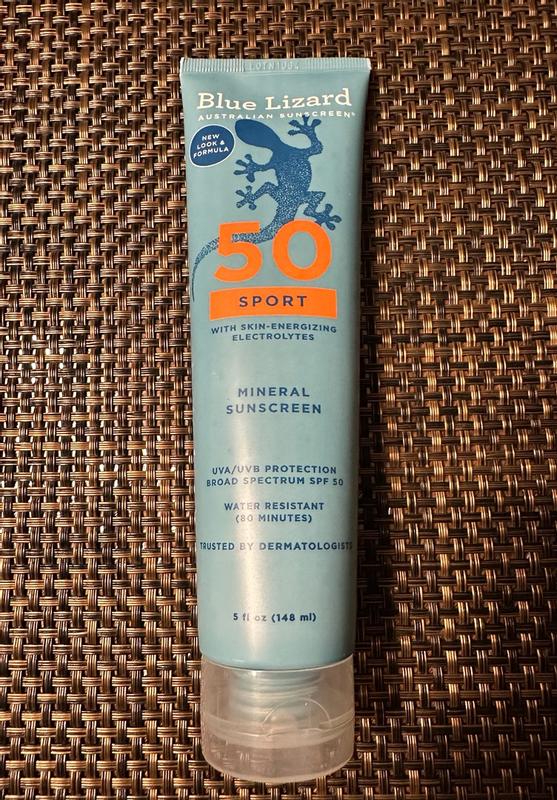 Blue Lizard
AUSTRALIAN SUNSCREEN®
NEW
LOOK &
FORMULA
50
SPORT
WITH SKIN-ENERGIZING
ELECTROLYTES
MINERAL
SUNSCREEN
UVA/UVB PROTECTION
BROAD SPECTRUM SPF 50
WATER RESISTANT
(80 MINUTES)
TRUSTED BY DERMATOLOGISTS
5 fl oz (148 ml)